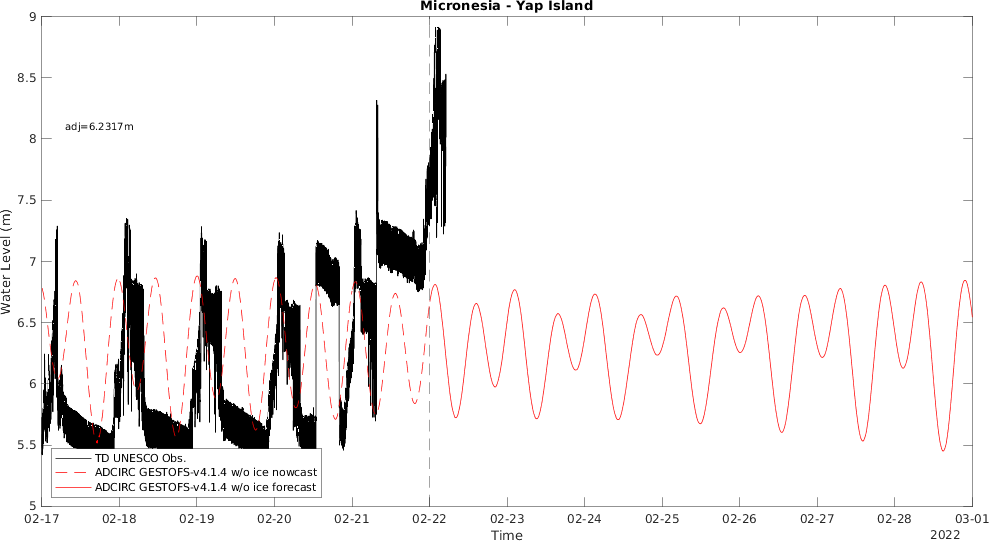 Micronesia - Yap Island
9
8.5
8
7.5
7
6.5
6
5.5
5
Water Level (m)
adj=6.2317m
TD UNESCO Obs.
ADCIRC GESTOFS-v4.1.4 w/o ice nowcast
ADCIRC GESTOFS-v4.1.4 w/o ice forecast
02-17 02-18 02-19 02-20 02-21 02-22 02-23 02-24 02-25 02-26 02-27 02-28 03-01
Time
2022